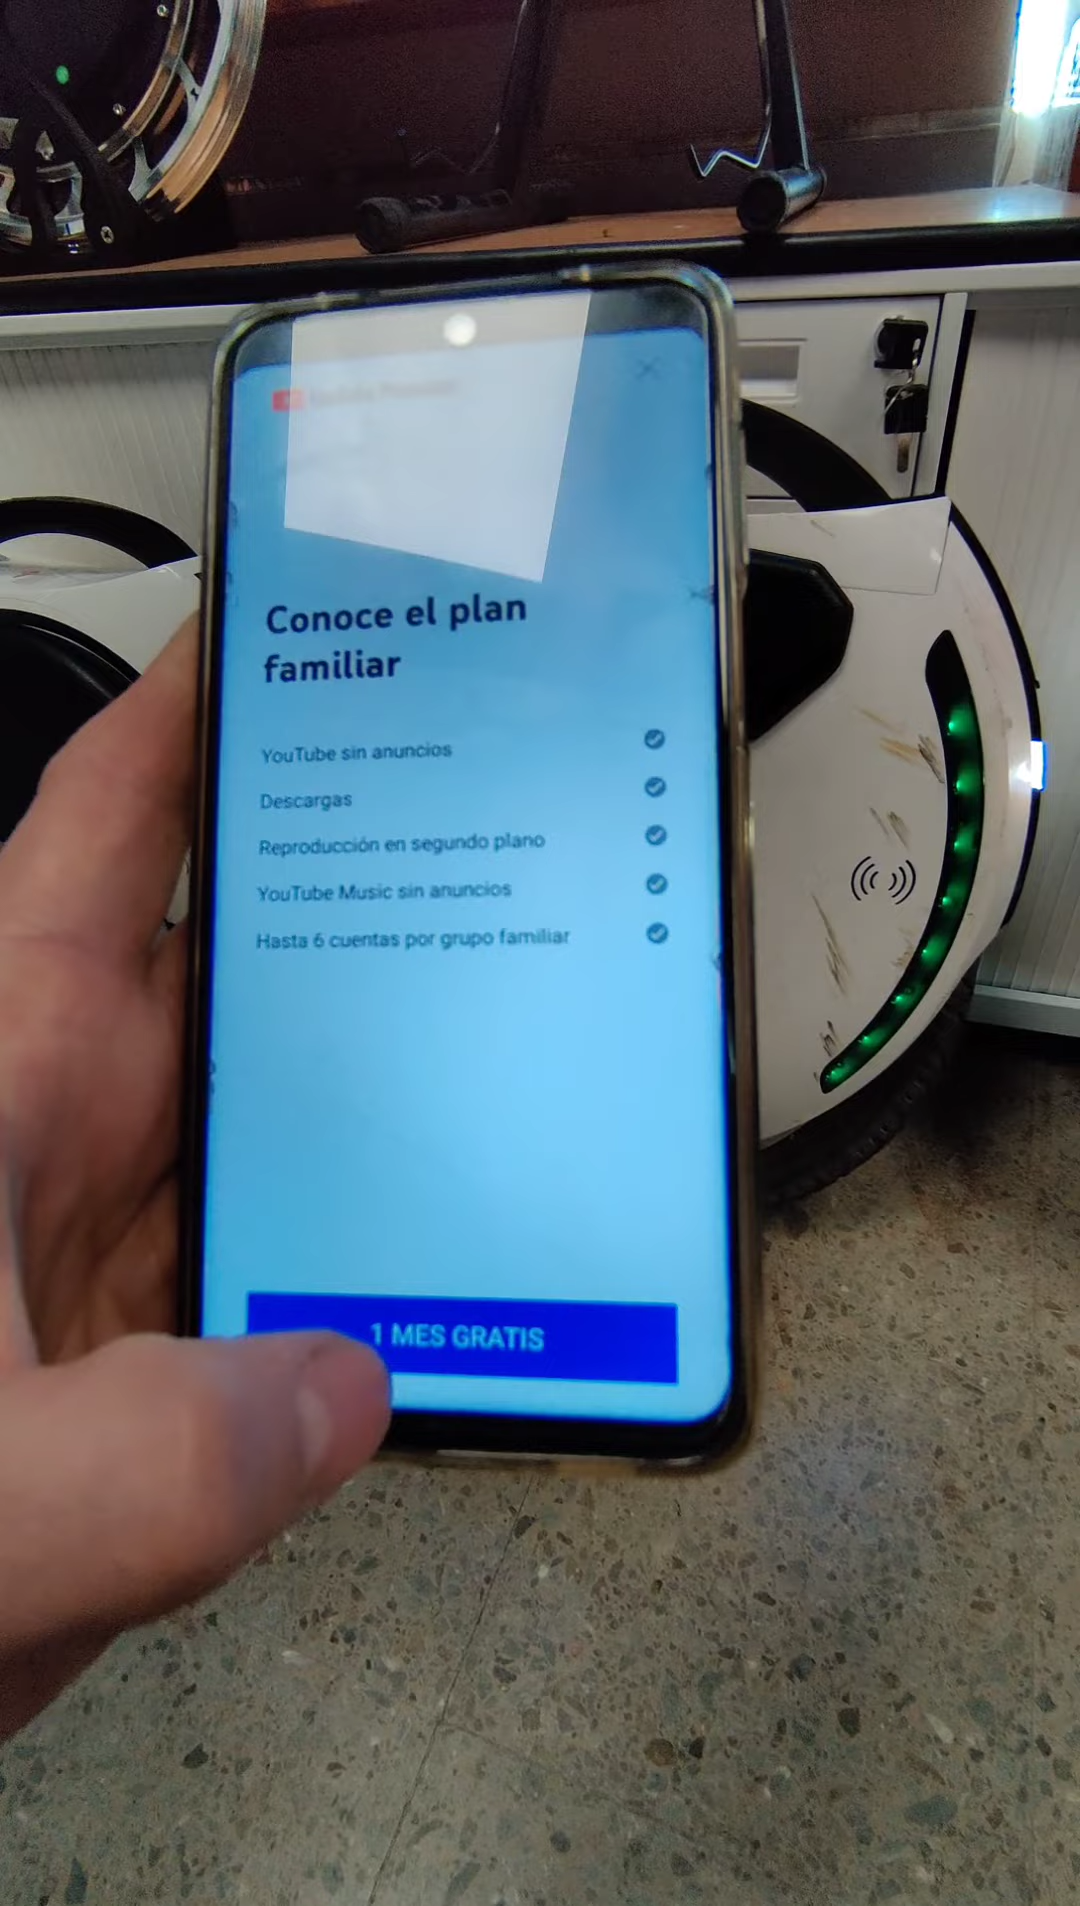 Conoce el plan
familiar
YouTube sin anuncios
Descargas
Reproducción en segundo plano
YouTube Music sin anuncios
Hasta 6 cuentas por grupo familiar
1 MES GRATIS